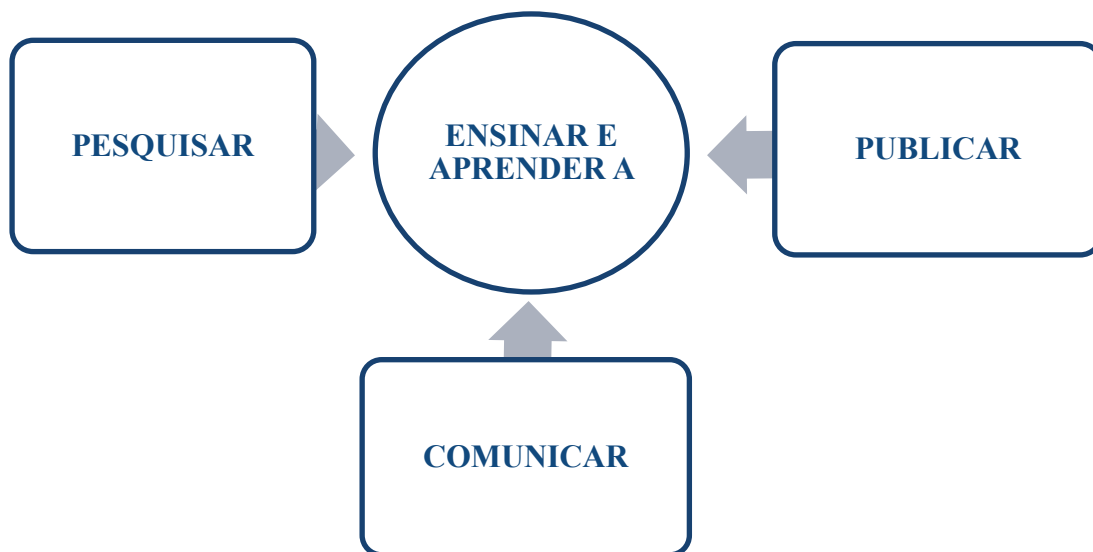 PESQUISAR
ENSINAR E
APRENDER A
PUBLICAR
COMUNICAR